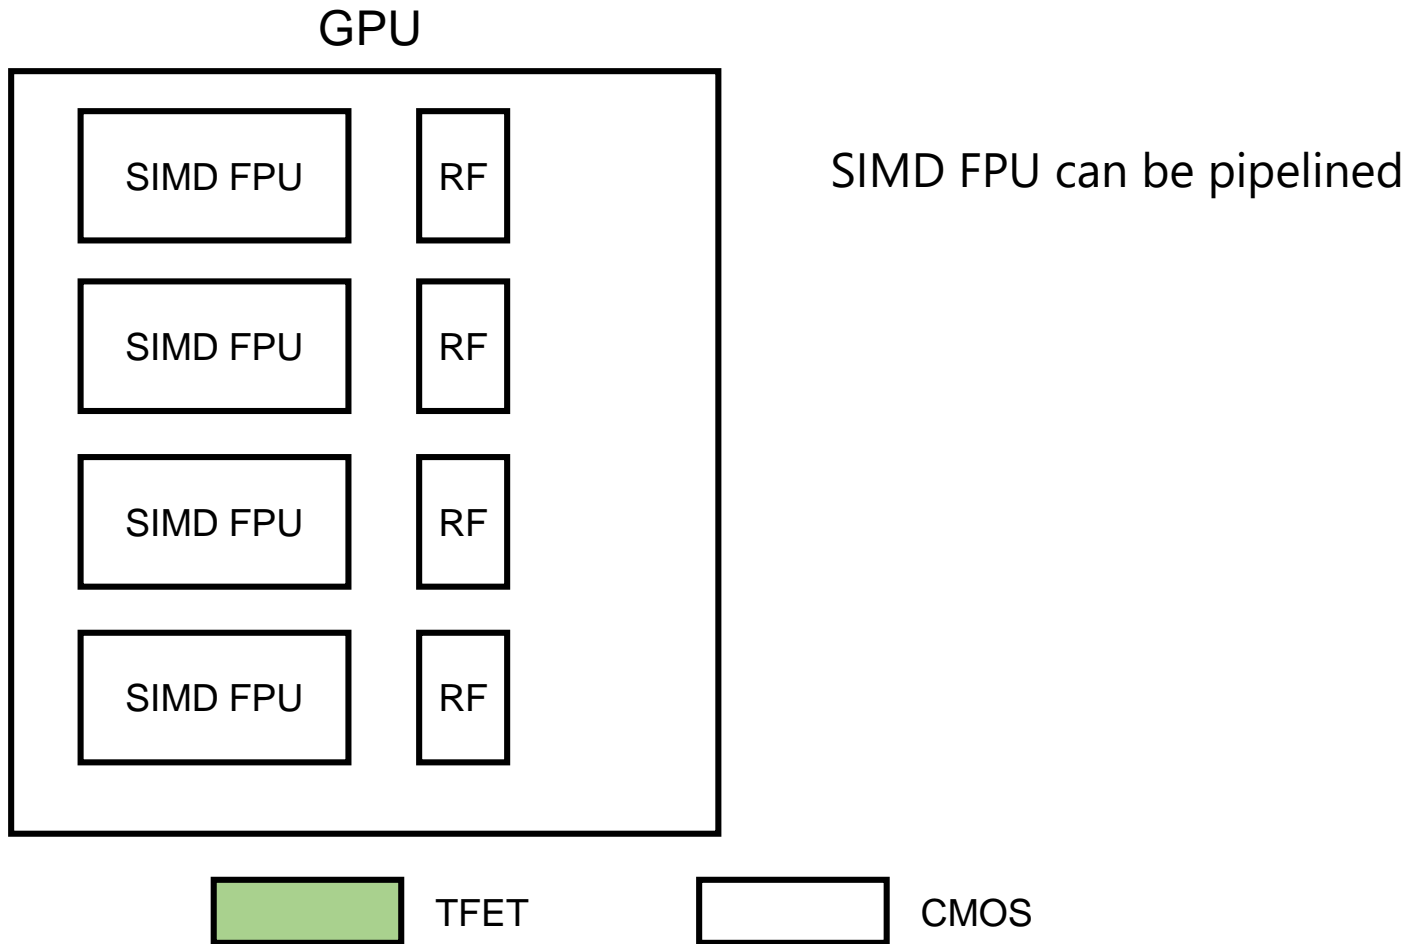 GPU
SIMD FPU RF
SIMD FPU can be pipelined
SIMD FPU RF
SIMD FPU RF
SIMD FPU RF
TFET
CMOS